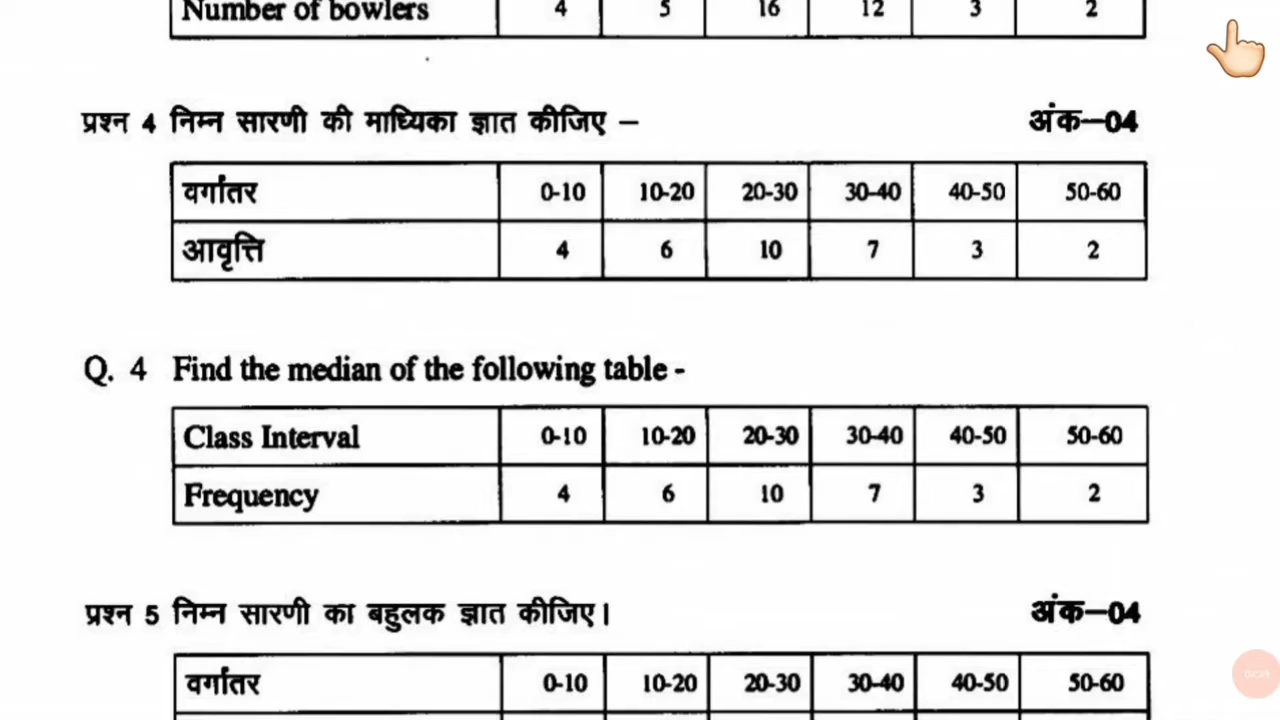 Number of bowlers 4 5 16 12 3 2
प्रश्न 4 निम्न सारणी की माध्यिका ज्ञात कीजिए – अंक–04
वर्गांतर 0-10 10-20 20-30 30-40 40-50 50-60
आवृत्ति 4 6 10 7 3 2
Q. 4 Find the median of the following table -
Class Interval 0-10 10-20 20-30 30-40 40-50 50-60
Frequency 4 6 10 7 3 2
प्रश्न 5 निम्न सारणी का बहुलक ज्ञात कीजिए। अंक–04
वर्गांतर 0-10 10-20 20-30 30-40 40-50 50-60